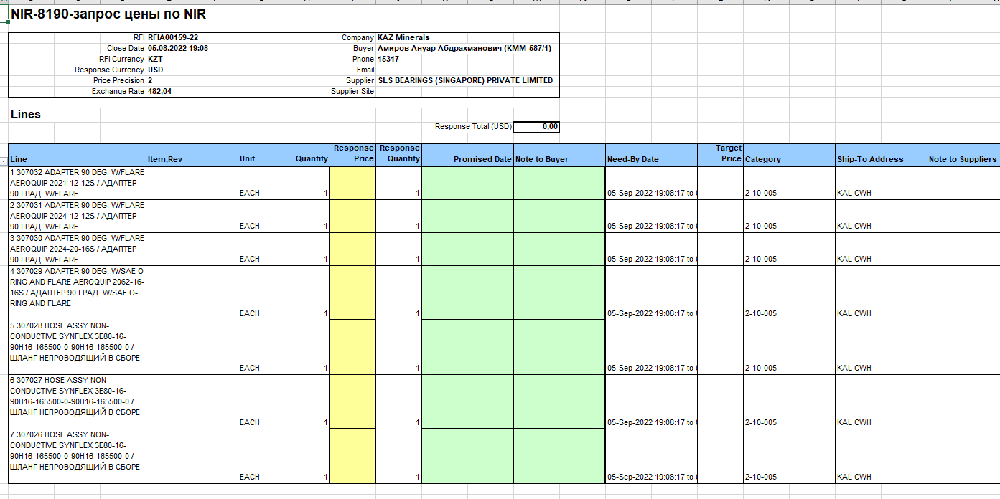 NIR-8190-запрос цены по NIR
RFI RFIA00159-22 Company KAZ Minerals
Close Date 05.08.2022 19:08 Buyer Амиров Ануар Абдрахманович (KMM-587/1)
RFI Currency KZT Phone 15317
Response Currency USD Email
Price Precision 2 Supplier SLS BEARINGS (SINGAPORE) PRIVATE LIMITED
Exchange Rate 482,04 Supplier Site
Lines
Response Total (USD) 0,00
Line Item,Rev Unit Quantity Response Price Response Quantity Promised Date Note to Buyer Need-By Date Target Price Category Ship-To Address Note to Suppliers
1 307032 ADAPTER 90 DEG. W/FLARE
AEROQUIP 2021-12-12S / АДАПТЕР
90 ГРАД. W/FLARE EACH 1 1 05-Sep-2022 19:08:17 to 2-10-005 KAL CWH
2 307031 ADAPTER 90 DEG. W/FLARE
AEROQUIP 2024-12-12S / АДАПТЕР
90 ГРАД. W/FLARE EACH 1 1 05-Sep-2022 19:08:17 to 2-10-005 KAL CWH
3 307030 ADAPTER 90 DEG. W/FLARE
AEROQUIP 2024-20-16S / АДАПТЕР
90 ГРАД. W/FLARE EACH 1 1 05-Sep-2022 19:08:17 to 2-10-005 KAL CWH
4 307029 ADAPTER 90 DEG. W/SAE O-
RING AND FLARE AEROQUIP 2062-16-
16S / АДАПТЕР 90 ГРАД. W/SAE O-
RING AND FLARE
EACH 1 1 05-Sep-2022 19:08:17 to 2-10-005 KAL CWH
5 307028 HOSE ASSY NON-
CONDUCTIVE SYNFLEX 3E80-16-
90H16-165500-0-90H16-165500-0 /
ШЛАНГ НЕПРОВОДЯЩИЙ В СБОРЕ
EACH 1 1 05-Sep-2022 19:08:17 to 2-10-005 KAL CWH
6 307027 HOSE ASSY NON-
CONDUCTIVE SYNFLEX 3E80-16-
90H16-165500-0-90H16-165500-0 /
ШЛАНГ НЕПРОВОДЯЩИЙ В СБОРЕ
EACH 1 1 05-Sep-2022 19:08:17 to 2-10-005 KAL CWH
7 307026 HOSE ASSY NON-
CONDUCTIVE SYNFLEX 3E80-16-
90H16-165500-0-90H16-165500-0 /
ШЛАНГ НЕПРОВОДЯЩИЙ В СБОРЕ
EACH 1 1 05-Sep-2022 19:08:17 to 2-10-005 KAL CWH